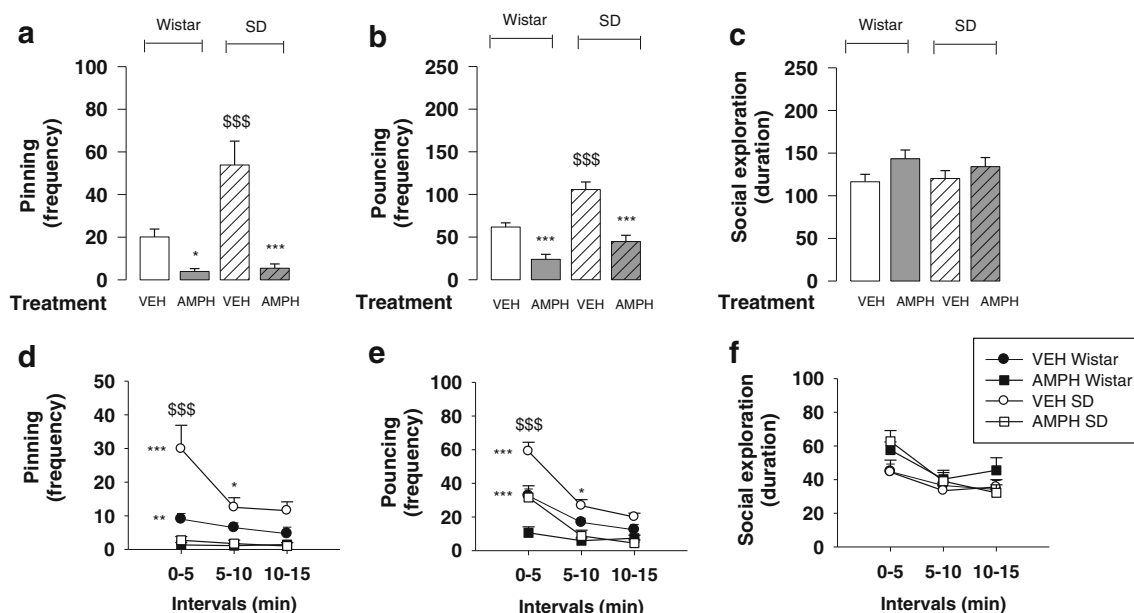 a
Wistar
SD
Pinning
(frequency)
100
80
60
40
20
0
$$$
*
***
Treatment
VEH
AMPH
VEH
AMPH
b
Wistar
SD
Pouncing
(frequency)
250
200
150
100
50
0
$$$
***
***
Treatment
VEH
AMPH
VEH
AMPH
c
Wistar
SD
Social exploration
(duration)
250
200
150
100
50
0
Treatment
VEH
AMPH
VEH
AMPH
d
Pinning
(frequency)
50
40
30
20
10
0
$$$
***
*
**
0-5
5-10
10-15
Intervals (min)
e
Pouncing
(frequency)
100
80
60
40
20
0
$$$
***
*
***
0-5
5-10
10-15
Intervals (min)
f
Social exploration
(duration)
100
80
60
40
20
0
0-5
5-10
10-15
Intervals (min)
VEH Wistar
AMPH Wistar
VEH SD
AMPH SD